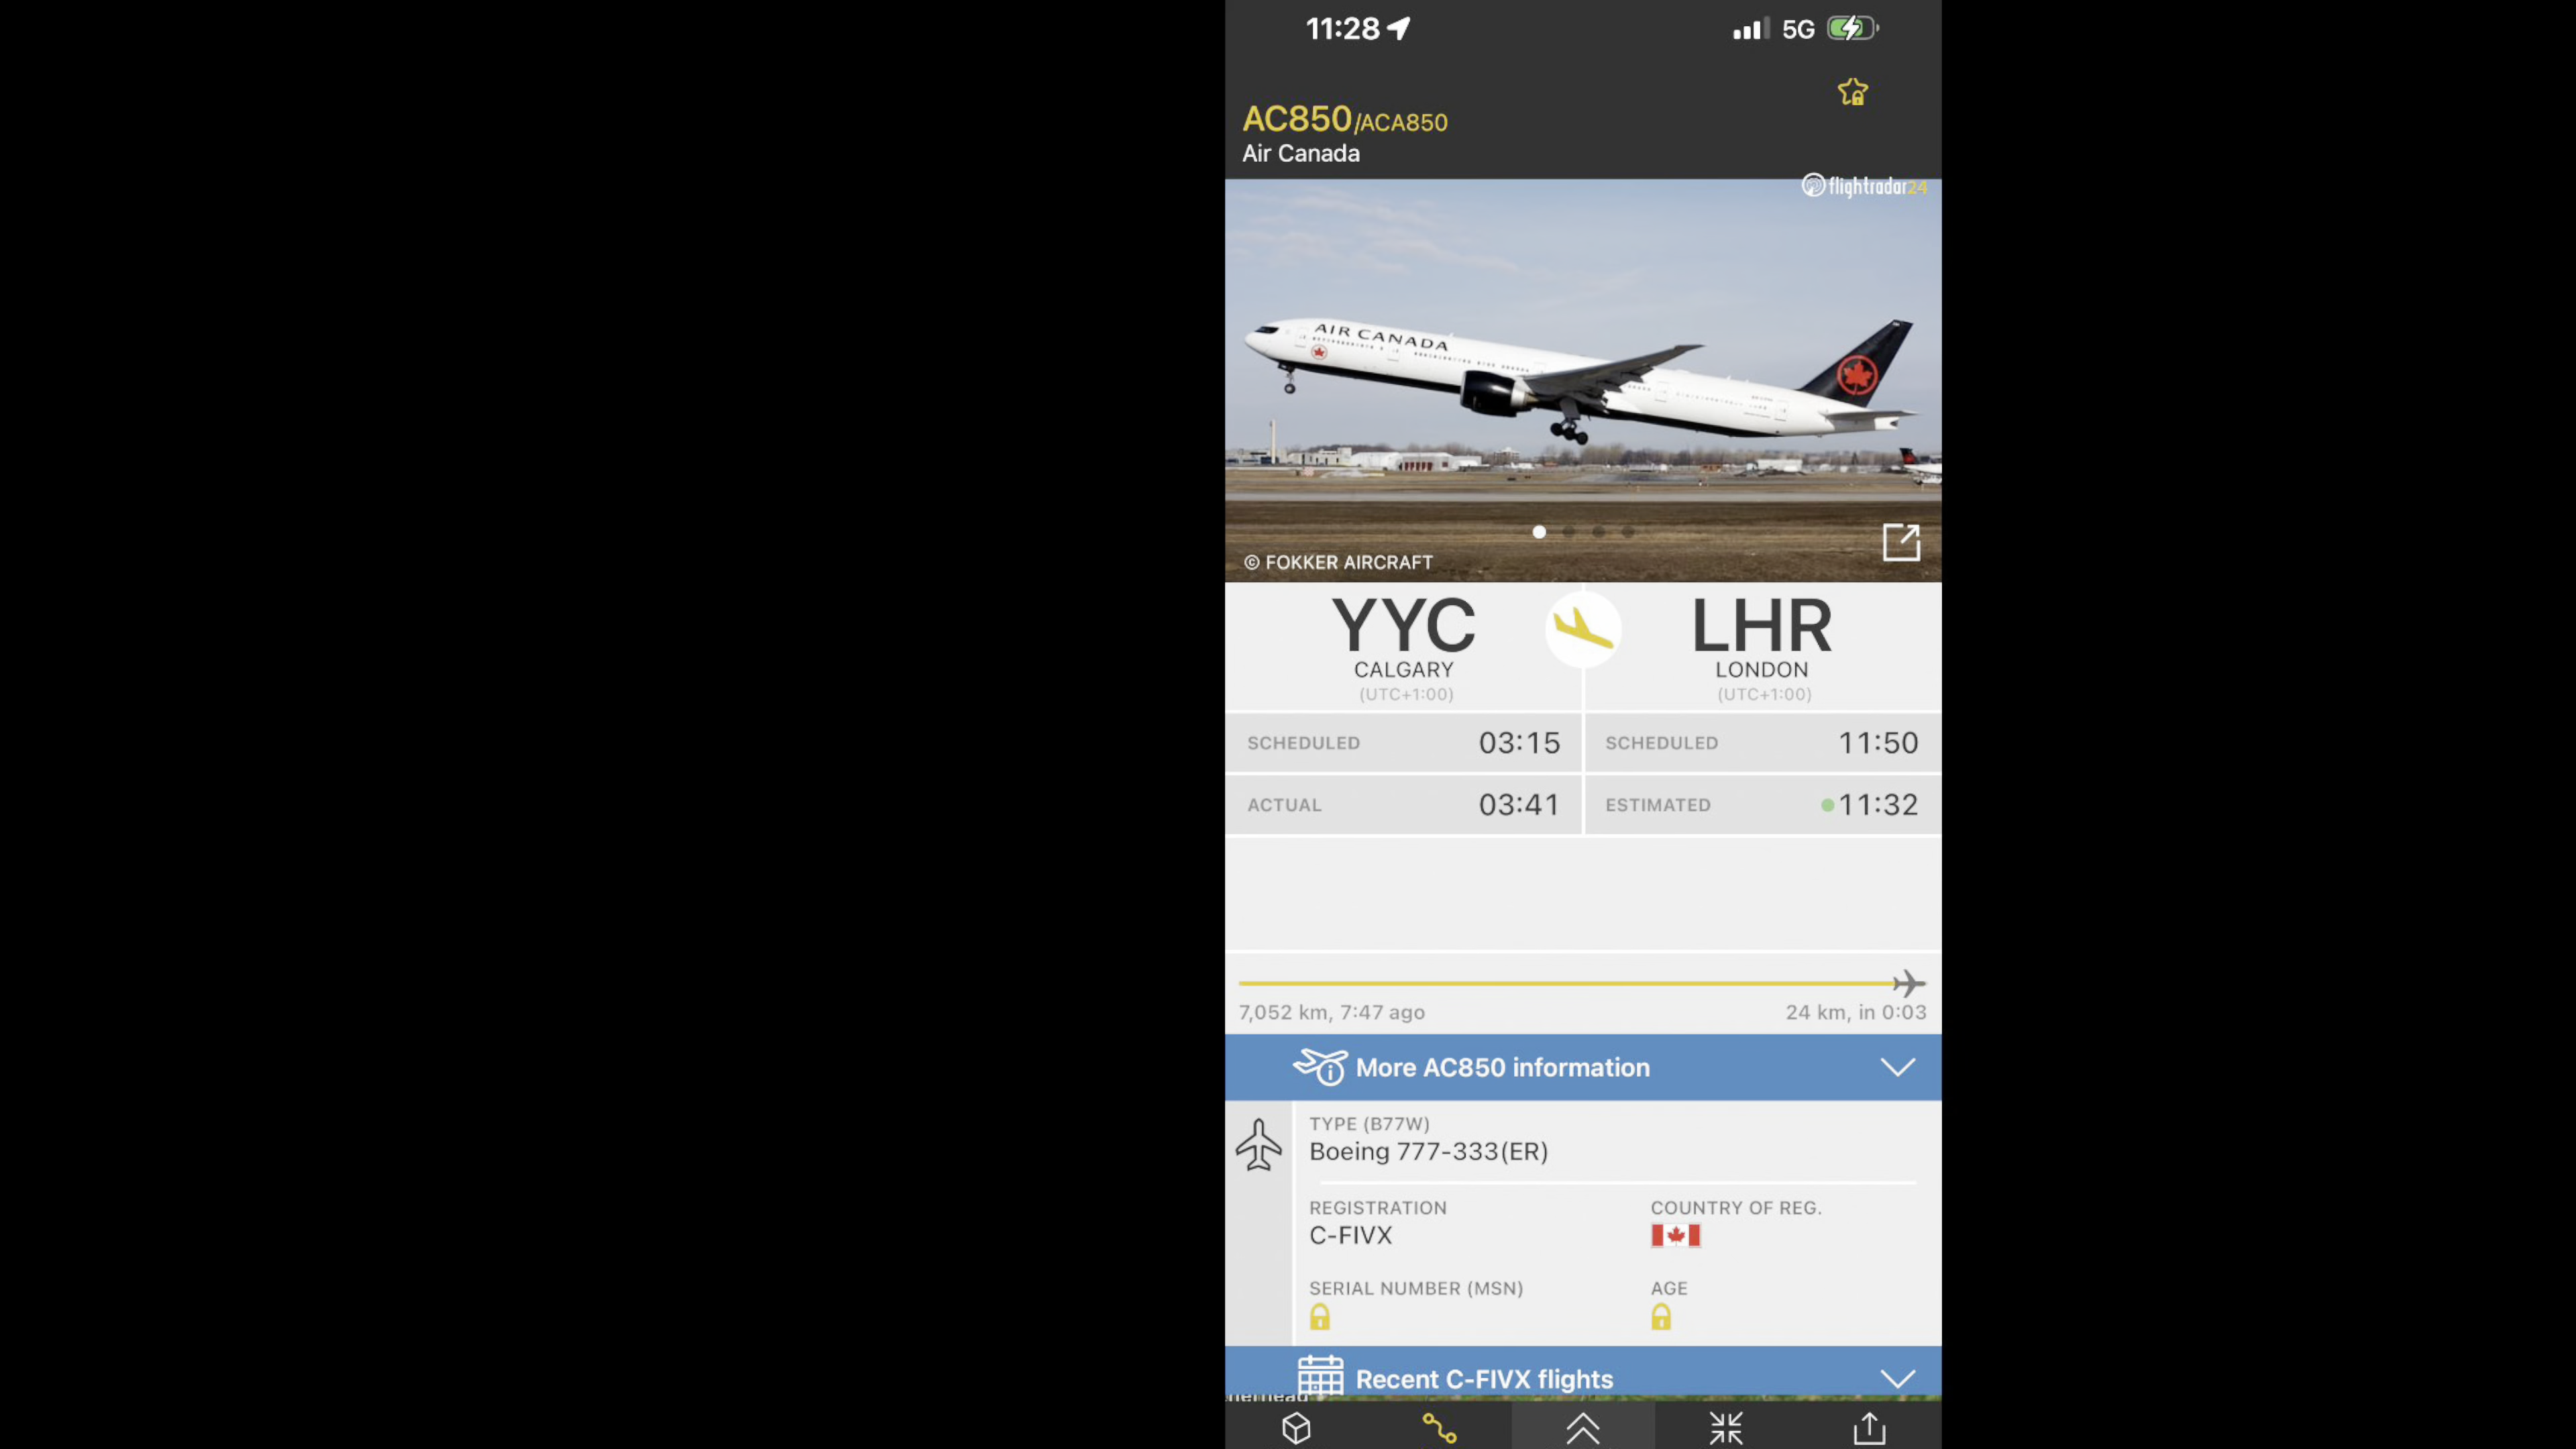 11:28
5G
AC850/ACA850
Air Canada
flightradar24
AIR CANADA
© FOKKER AIRCRAFT
YYC
LHR
CALGARY
LONDON
(UTC+1:00)
(UTC+1:00)
SCHEDULED 03:15
SCHEDULED 11:50
ACTUAL 03:41
ESTIMATED 11:32
7,052 km, 7:47 ago
24 km, in 0:03
More AC850 information
TYPE (B77W)
Boeing 777-333(ER)
REGISTRATION
COUNTRY OF REG.
C-FIVX
SERIAL NUMBER (MSN)
AGE
Recent C-FIVX flights